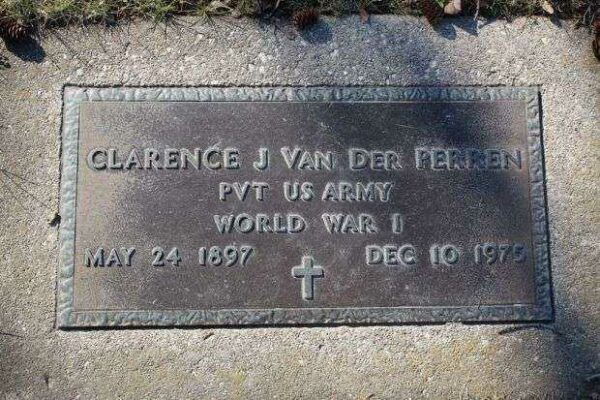 CLARENCE J VAN DER PERREN
PVT US ARMY
WORLD WAR I
MAY 24 1897 DEC 10 1975